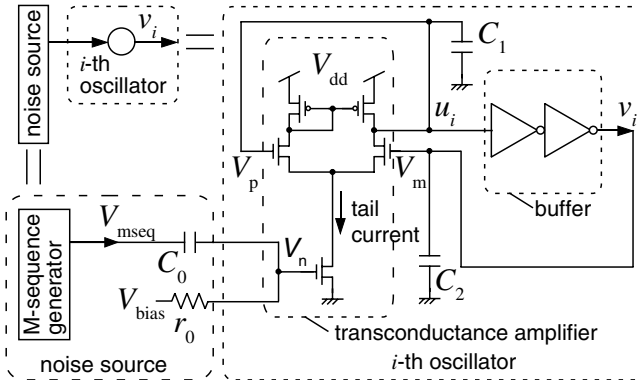 noise source
v_i
i-th
oscillator
C_1
V_dd
u_i
v_i
V_p
V_m
buffer
tail
current
M-sequence
generator
V_mseq
C_0
V_n
C_2
V_bias
r_0
transconductance amplifier
noise source
i-th oscillator